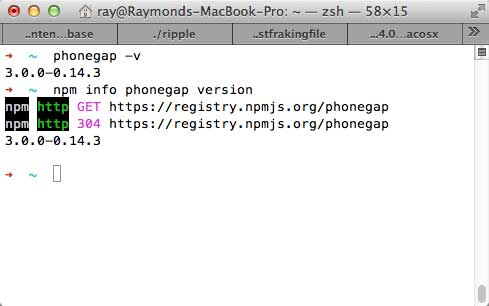 ray@Raymonds-MacBook-Pro: ~ — zsh — 58×15
..nten...base ./ripple ..stfrakingfile ...4.0...acosx »
→ ~ phonegap -v
3.0.0-0.14.3
→ ~ npm info phonegap version
npm http GET https://registry.npmjs.org/phonegap
npm http 304 https://registry.npmjs.org/phonegap
3.0.0-0.14.3
→ ~